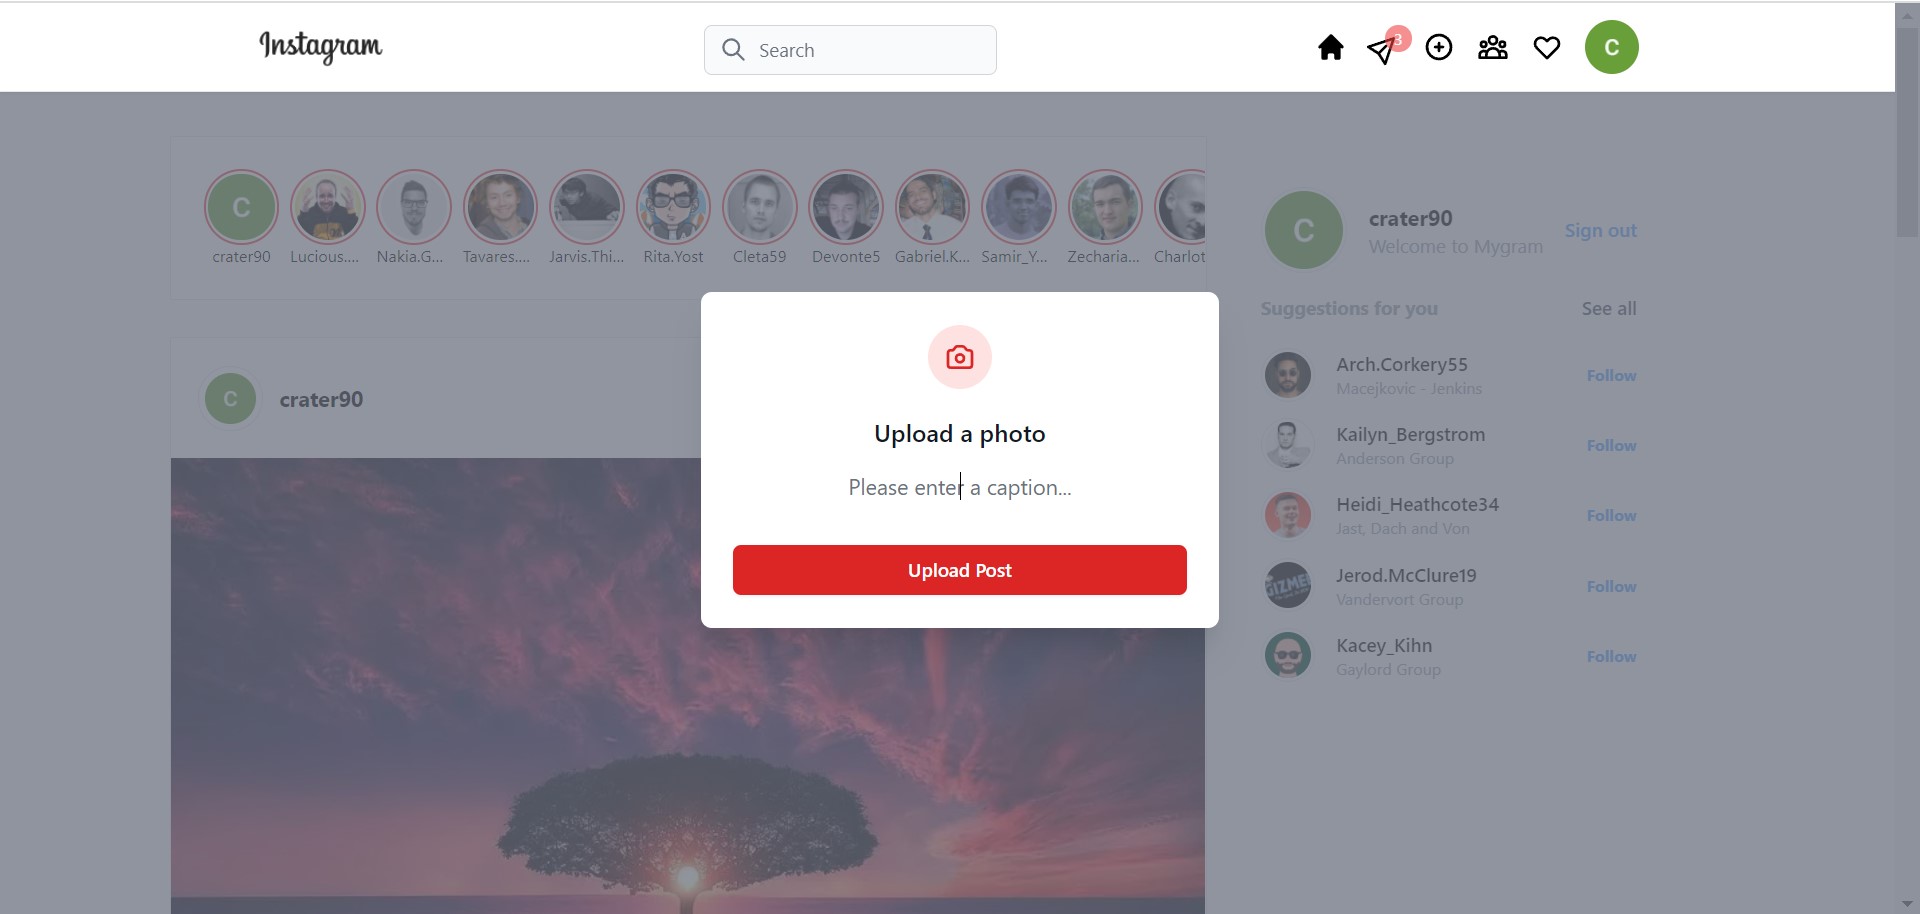 Instagram
Search
3
C
C
crater90
Lucious....
Nakia.G...
Tavares....
Jarvis.Thi...
Rita.Yost
Cleta59
Devonte5
Gabriel.K...
Samir_Y...
Zecharia...
Charlot
C
crater90
Welcome to Mygram
Sign out
Suggestions for you
See all
Arch.Corkery55
Macejkovic - Jenkins
Follow
Kailyn_Bergstrom
Anderson Group
Follow
Heidi_Heathcote34
Jast, Dach and Von
Follow
GIZME
Jerod.McClure19
Vandervort Group
Follow
Kacey_Kihn
Gaylord Group
Follow
C
crater90
Upload a photo
Please enter a caption...
Upload Post